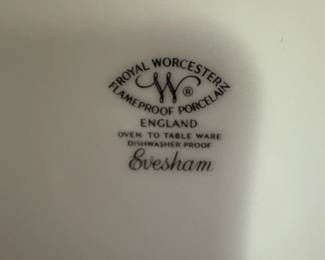 ROYAL WORCESTER
W ®
FLAMEPROOF PORCELAIN
ENGLAND
OVEN TO TABLE WARE
DISHWASHER PROOF
Evesham